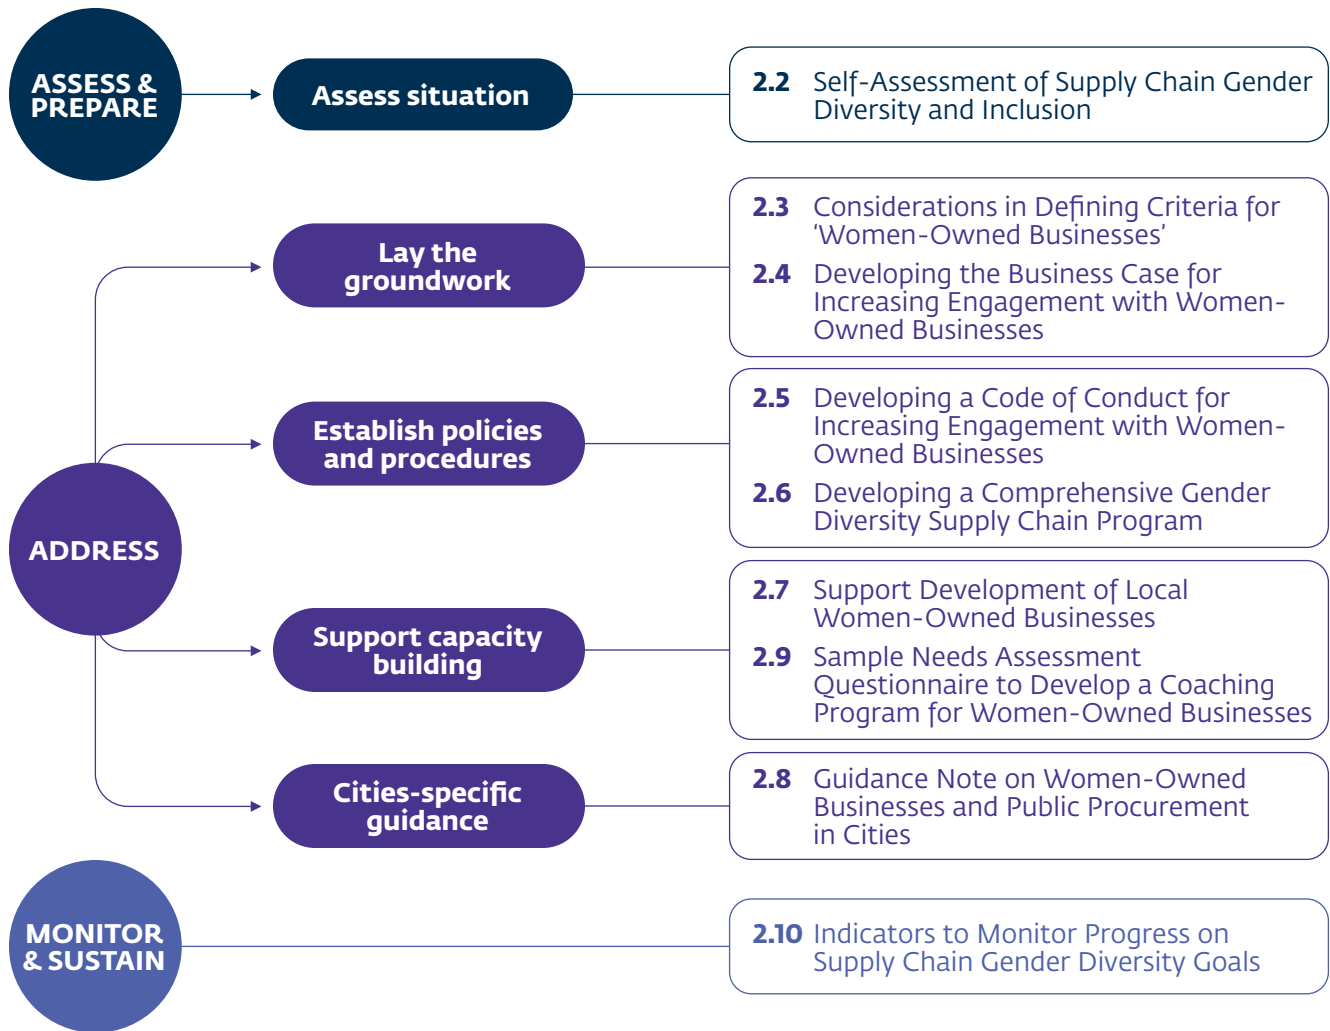 ASSESS &
PREPARE
Assess situation
2.2 Self-Assessment of Supply Chain Gender
Diversity and Inclusion
ADDRESS
Lay the
groundwork
2.3 Considerations in Defining Criteria for
‘Women-Owned Businesses’
2.4 Developing the Business Case for
Increasing Engagement with Women-
Owned Businesses
Establish policies
and procedures
2.5 Developing a Code of Conduct for
Increasing Engagement with Women-
Owned Businesses
2.6 Developing a Comprehensive Gender
Diversity Supply Chain Program
Support capacity
building
2.7 Support Development of Local
Women-Owned Businesses
2.9 Sample Needs Assessment
Questionnaire to Develop a Coaching
Program for Women-Owned Businesses
Cities-specific
guidance
2.8 Guidance Note on Women-Owned
Businesses and Public Procurement
in Cities
MONITOR
& SUSTAIN
2.10 Indicators to Monitor Progress on
Supply Chain Gender Diversity Goals